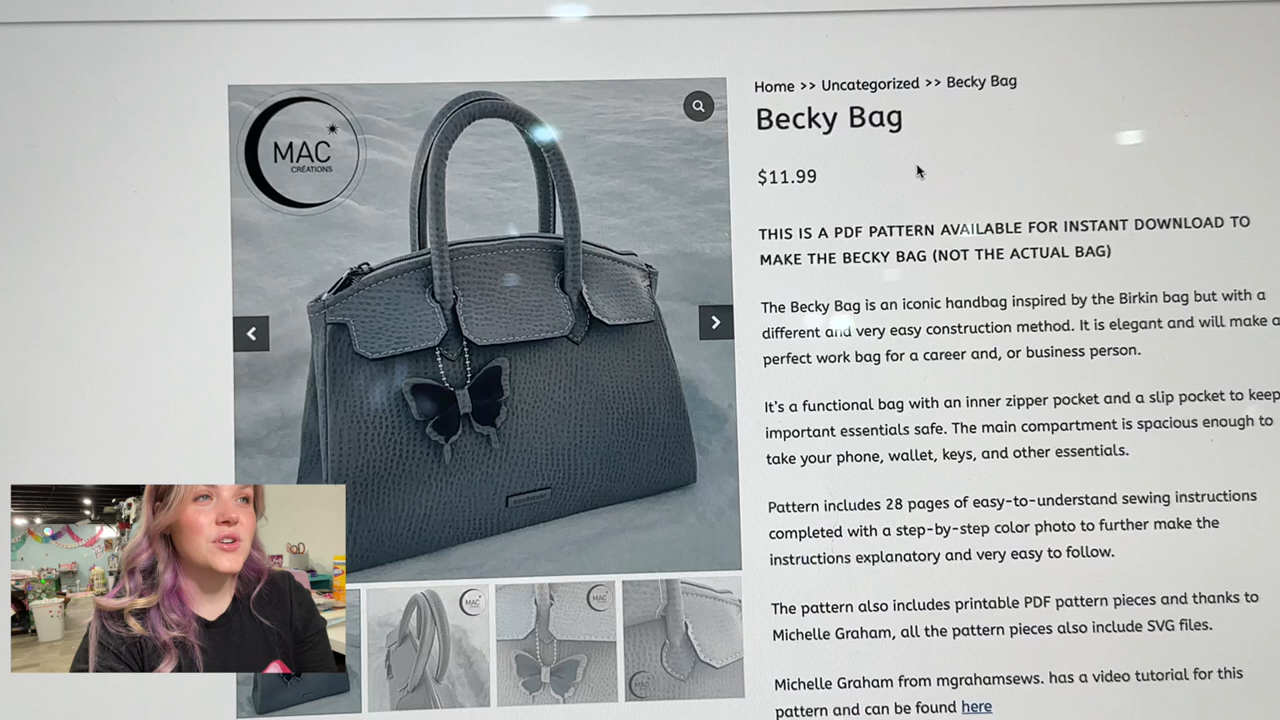 MAC
CRÉATIONS
Home >> Uncategorized >> Becky Bag
Becky Bag
$11.99
THIS IS A PDF PATTERN AVAILABLE FOR INSTANT DOWNLOAD TO
MAKE THE BECKY BAG (NOT THE ACTUAL BAG)
The Becky Bag is an iconic handbag inspired by the Birkin bag but with a
different and very easy construction method. It is elegant and will make a
perfect work bag for a career and, or business person.
It's a functional bag with an inner zipper pocket and a slip pocket to keep
important essentials safe. The main compartment is spacious enough to
take your phone, wallet, keys, and other essentials.
Pattern includes 28 pages of easy-to-understand sewing instructions
completed with a step-by-step color photo to further make the
instructions explanatory and very easy to follow.
The pattern also includes printable PDF pattern pieces and thanks to
Michelle Graham, all the pattern pieces also include SVG files.
Michelle Graham from mgrahamsews. has a video tutorial for this
pattern and can be found here
MAC
MAC